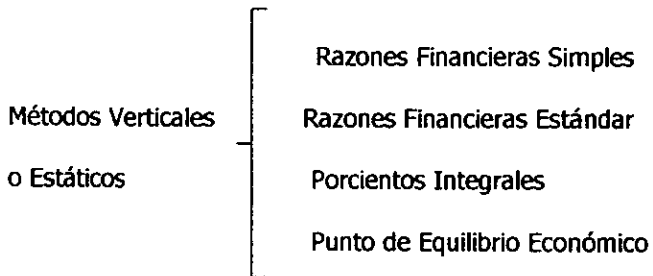 Métodos Verticales
o Estáticos
Razones Financieras Simples
Razones Financieras Estándar
Porcientos Integrales
Punto de Equilibrio Económico